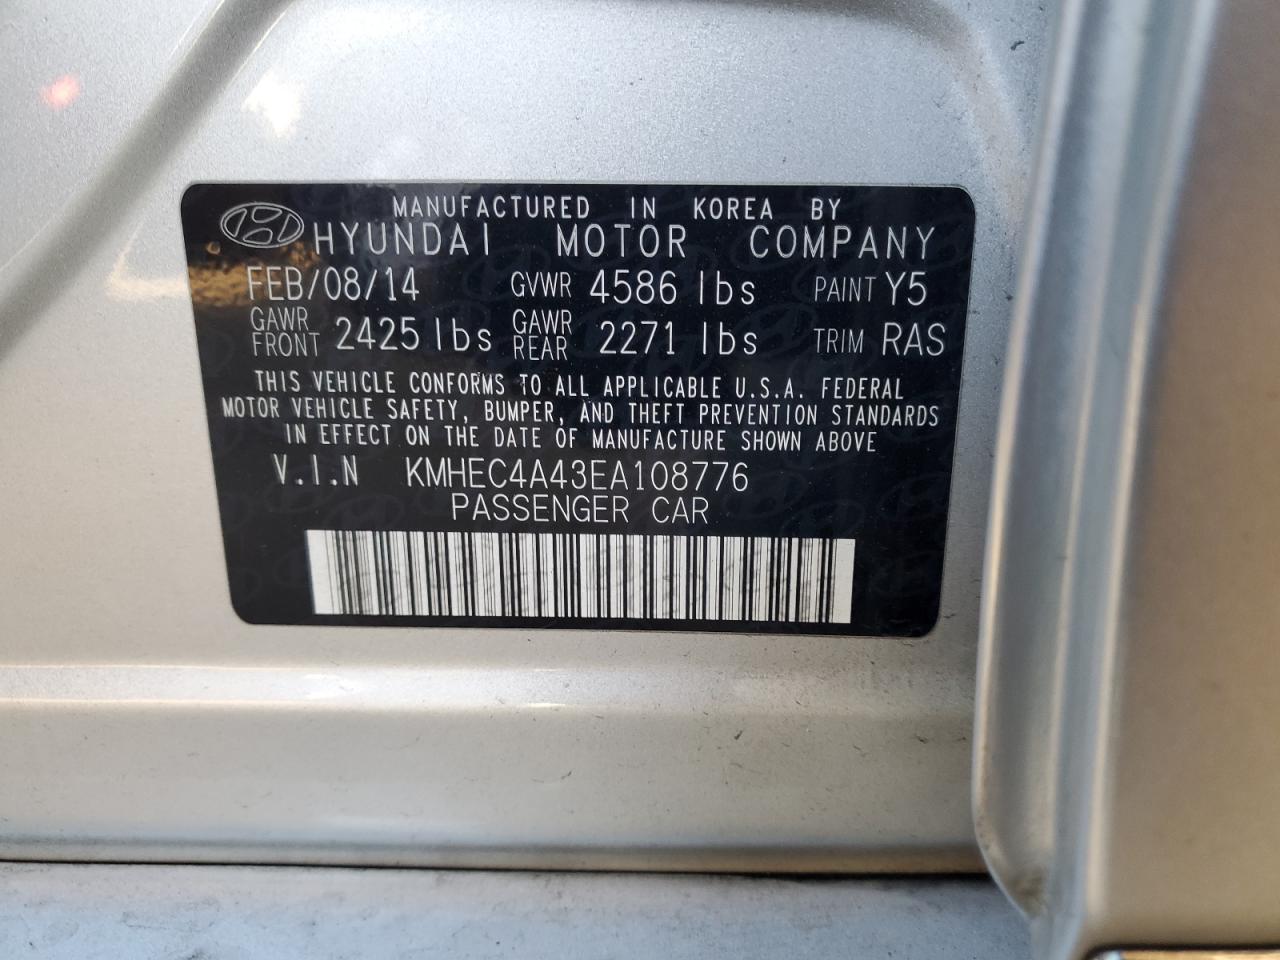 MANUFACTURED IN KOREA BY
HYUNDAI MOTOR COMPANY
FEB/08/14 GVWR 4586 lbs PAINT Y5
GAWR FRONT 2425 lbs GAWR REAR 2271 lbs TRIM RAS
THIS VEHICLE CONFORMS TO ALL APPLICABLE U.S.A. FEDERAL
MOTOR VEHICLE SAFETY, BUMPER, AND THEFT PREVENTION STANDARDS
IN EFFECT ON THE DATE OF MANUFACTURE SHOWN ABOVE
V.I.N KMHEC4A43EA108776
PASSENGER CAR